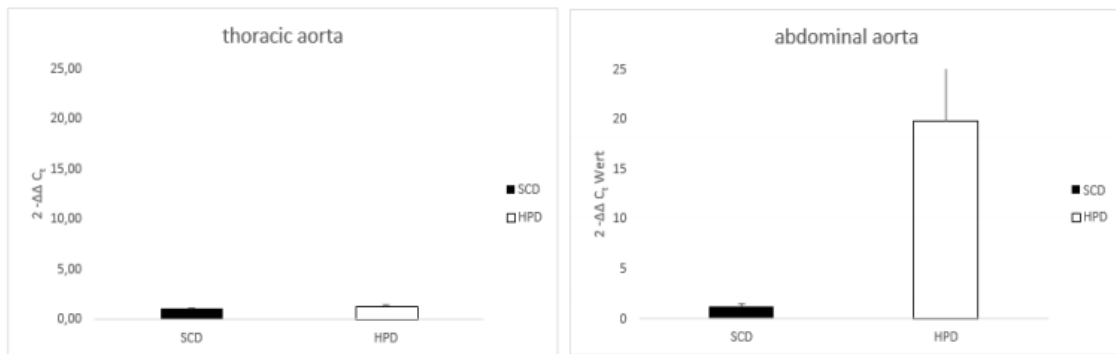 thoracic aorta
25,00
20,00
15,00
10,00
5,00
0,00
2 -ΔΔ Ct
SCD
HPD
SCD
HPD
abdominal aorta
25
20
15
10
5
0
2 -ΔΔ Ct Wert
SCD
HPD
SCD
HPD